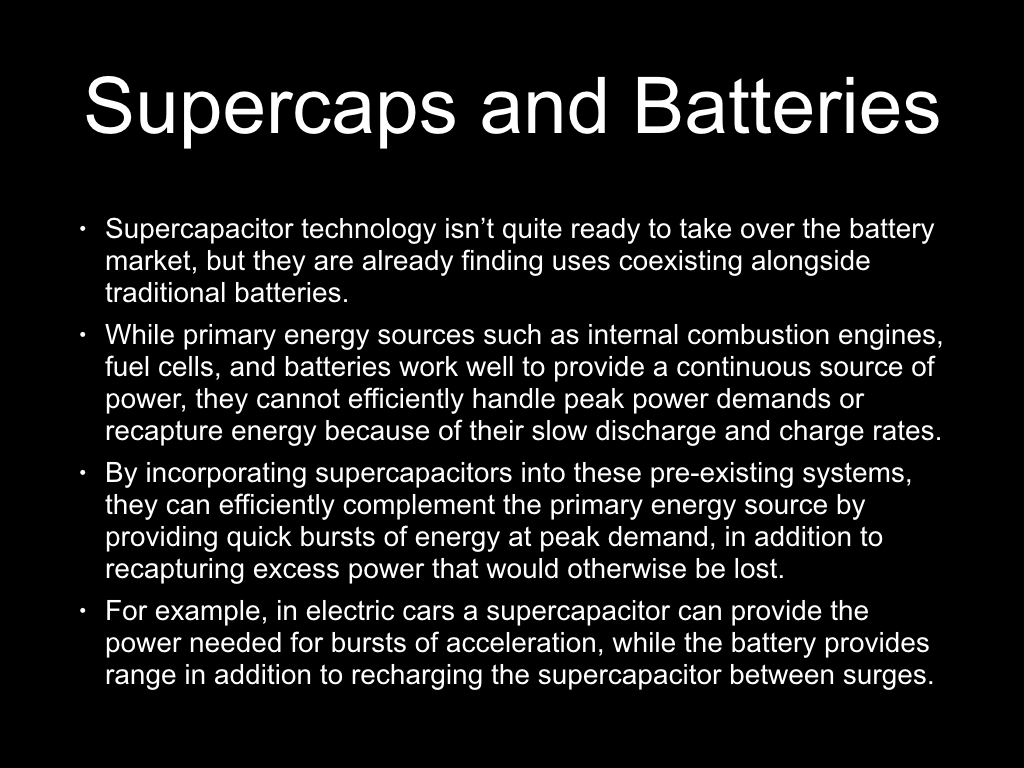 Supercaps and Batteries
• Supercapacitor technology isn’t quite ready to take over the battery
market, but they are already finding uses coexisting alongside
traditional batteries.
• While primary energy sources such as internal combustion engines,
fuel cells, and batteries work well to provide a continuous source of
power, they cannot efficiently handle peak power demands or
recapture energy because of their slow discharge and charge rates.
• By incorporating supercapacitors into these pre-existing systems,
they can efficiently complement the primary energy source by
providing quick bursts of energy at peak demand, in addition to
recapturing excess power that would otherwise be lost.
• For example, in electric cars a supercapacitor can provide the
power needed for bursts of acceleration, while the battery provides
range in addition to recharging the supercapacitor between surges.